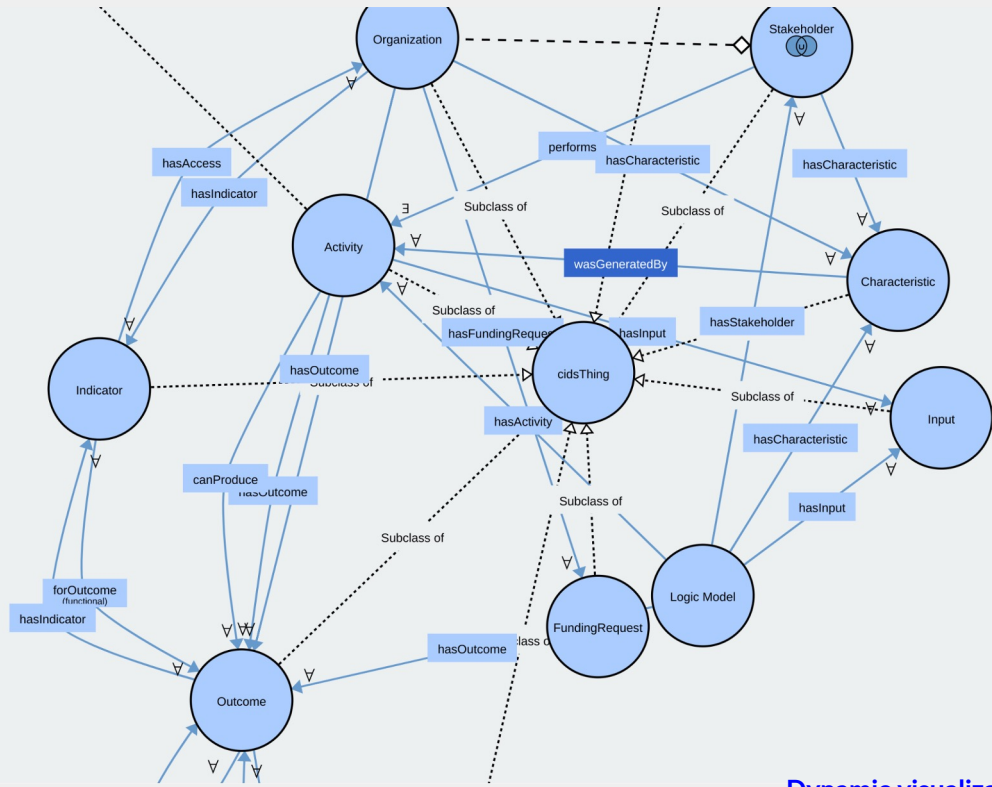 Organization
Stakeholder
U
hasAccess
performs
hasCharacteristic
hasCharacteristic
∀
∀
hasIndicator
Subclass of
Subclass of
∃
∀
∀
∀
Activity
wasGeneratedBy
Characteristic
∀
Subclass of
∀
hasFundingReques
hasInput
hasStakeholder
∀
hasOutcome
Subclass of
cidsThing
Indicator
Subclass of
∀
Input
hasActivity
hasCharacteristic
∀
∀
canProduce
hasOutcome
Subclass of
hasInput
Subclass of
∀
forOutcome
(functional)
hasIndicator
Logic Model
FundingRequest
∀
∀
∀
hasOutcome
lass o
∀
∀
Outcome
∀
∀